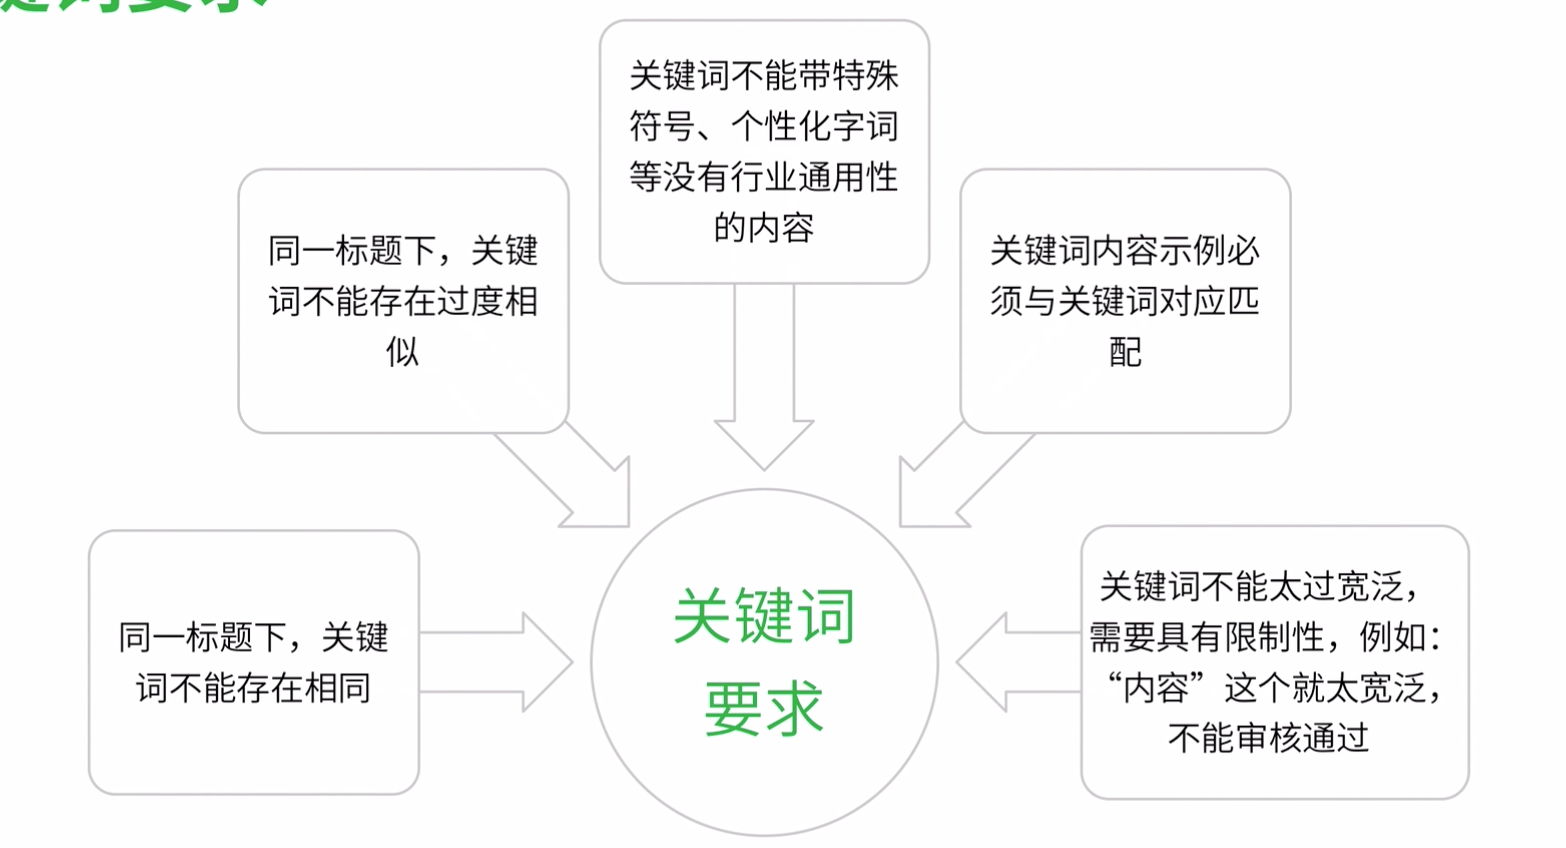 关键词要求
关键词不能带特殊
符号、个性化字词
等没有行业通用性
的内容
同一标题下，关键
词不能存在过度相
似
关键词内容示例必
须与关键词对应匹
配
同一标题下，关键
词不能存在相同
关键词
要求
关键词不能太过宽泛，
需要具有限制性，例如：
“内容”这个就太宽泛，
不能审核通过